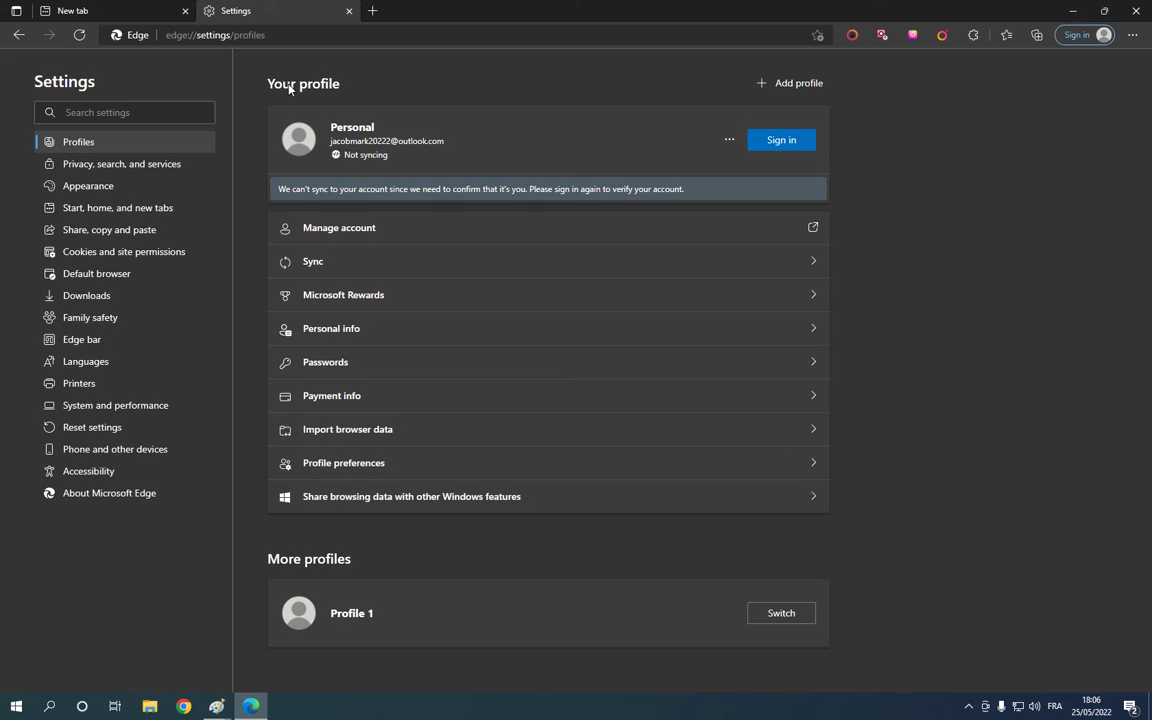 New tab
Settings
Edge
edge://settings/profiles
Sign in
Settings
Search settings
Profiles
Privacy, search, and services
Appearance
Start, home, and new tabs
Share, copy and paste
Cookies and site permissions
Default browser
Downloads
Family safety
Edge bar
Languages
Printers
System and performance
Reset settings
Phone and other devices
Accessibility
About Microsoft Edge
Your profile
Add profile
Personal
jacobmark20222@outlook.com
Not syncing
Sign in
We can't sync to your account since we need to confirm that it's you. Please sign in again to verify your account.
Manage account
Sync
Microsoft Rewards
Personal info
Passwords
Payment info
Import browser data
Profile preferences
Share browsing data with other Windows features
More profiles
Profile 1
Switch
FRA
18:06
25/05/2022
2